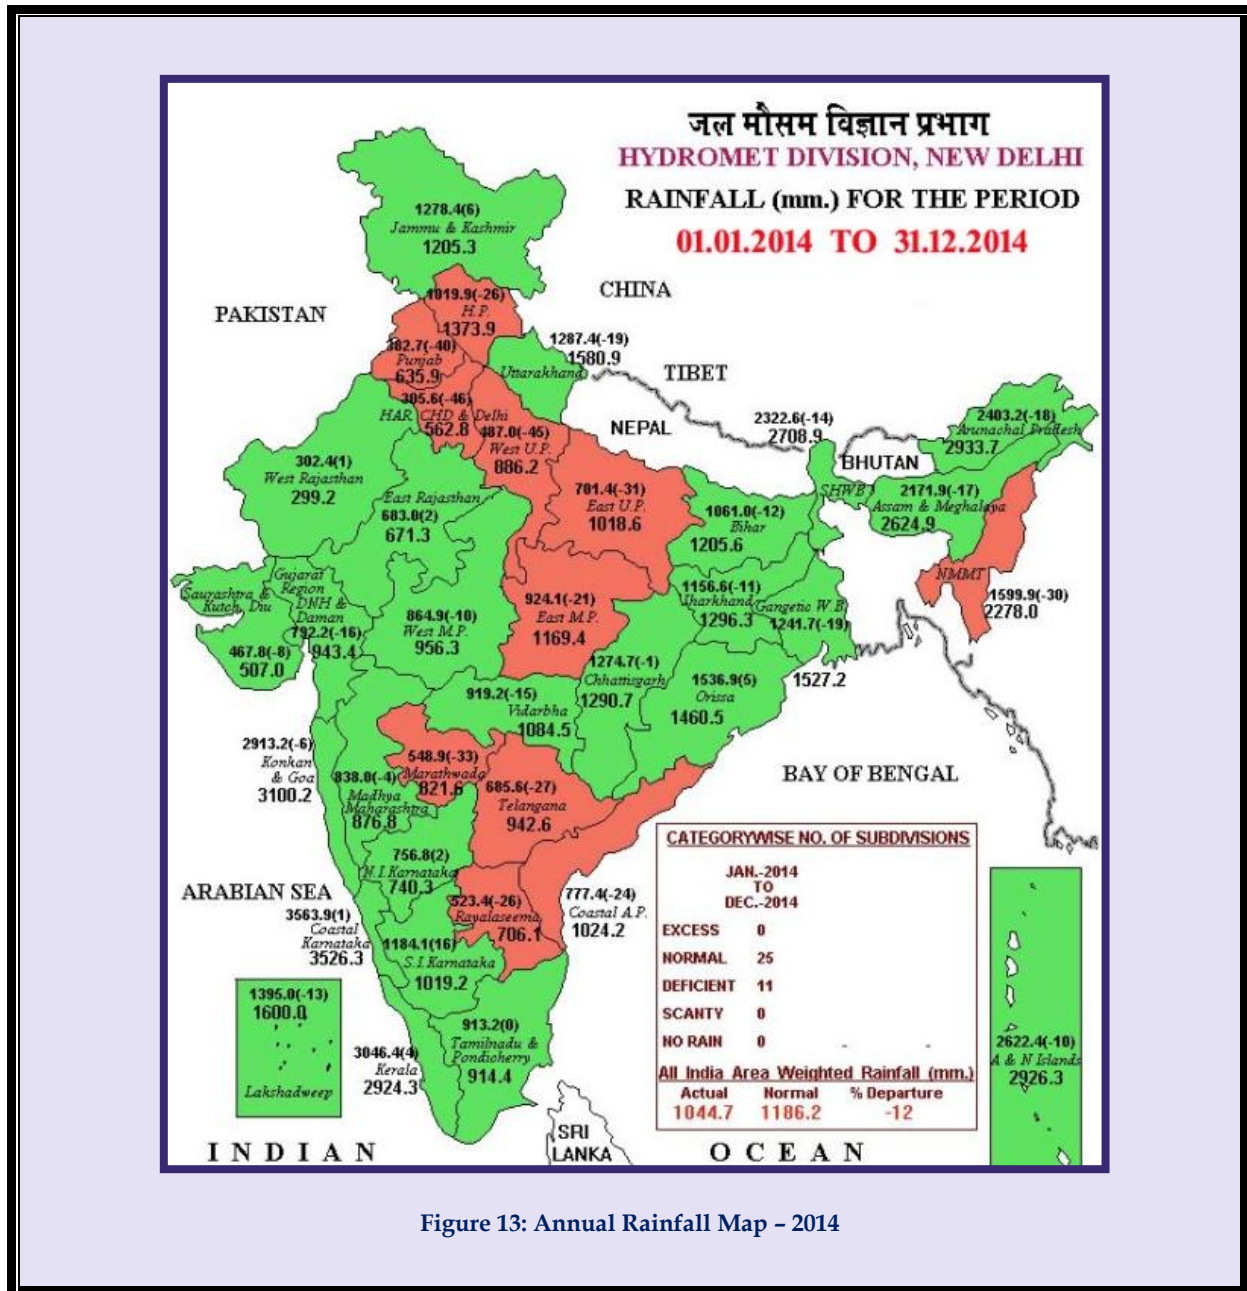 जल मौसम विज्ञान प्रभाग
HYDROMET DIVISION, NEW DELHI
RAINFALL (mm.) FOR THE PERIOD
01.01.2014 TO 31.12.2014
1278.4(6)
Jammu & Kashmir
1205.3
CHINA
PAKISTAN
1019.9(-26)
H.P.
1373.9
382.7(-40)
Punjab
635.9
1287.4(-19)
1580.9
Uttarakhand
TIBET
305.6(-46)
HAR. CHD & Delhi
562.8
487.0(-45)
West U.P.
886.2
NEPAL
2322.6(-14)
2708.9
SHWB
BHUTAN
2403.2(-18)
Arunachal Pradesh
2933.7
302.4(1)
West Rajasthan
299.2
East Rajasthan
683.0(2)
671.3
701.4(-31)
East U.P.
1018.6
1061.0(-12)
Bihar
1205.6
2171.9(-17)
Assam & Meghalaya
2624.9
NMMT
1599.9(-30)
2278.0
Saurashtra &
Kutch, Diu
467.8(-8)
507.0
Gujarat
Region
DNH &
Daman
792.2(-16)
943.4
864.9(-10)
West M.P.
956.3
924.1(-21)
East M.P.
1169.4
1156.6(-11)
Jharkhand
1296.3
Gangetic W.B
1241.7(-19)
1527.2
1274.7(-1)
Chhattisgarh
1290.7
1536.9(5)
Orissa
1460.5
919.2(-15)
Vidarbha
1084.5
2913.2(-6)
Konkan
& Goa
3100.2
838.0(-4)
Madhya
Maharashtra
876.8
548.9(-33)
Marathwada
821.6
685.6(-27)
Telangana
942.6
BAY OF BENGAL
756.8(2)
N.I.Karnataka
740.3
ARABIAN SEA
3563.9(1)
Coastal
Karnataka
3526.3
523.4(-26)
Rayalaseema
706.1
777.4(-24)
Coastal A.P.
1024.2
1184.1(16)
S.I.Karnataka
1019.2
1395.0(-13)
1600.0
Lakshadweep
3046.4(4)
Kerala
2924.3
913.2(0)
Tamilnadu &
Pondicherry
914.4
CATEGORYWISE NO. OF SUBDIVISIONS
JAN.-2014
TO
DEC.-2014
EXCESS 0
NORMAL 25
DEFICIENT 11
SCANTY 0
NO RAIN 0 - -
All India Area Weighted Rainfall (mm.)
Actual Normal % Departure
1044.7 1186.2 -12
2622.4(-10)
A & N Islands
2926.3
SRI
LANKA
INDIAN OCEAN
Figure 13: Annual Rainfall Map – 2014